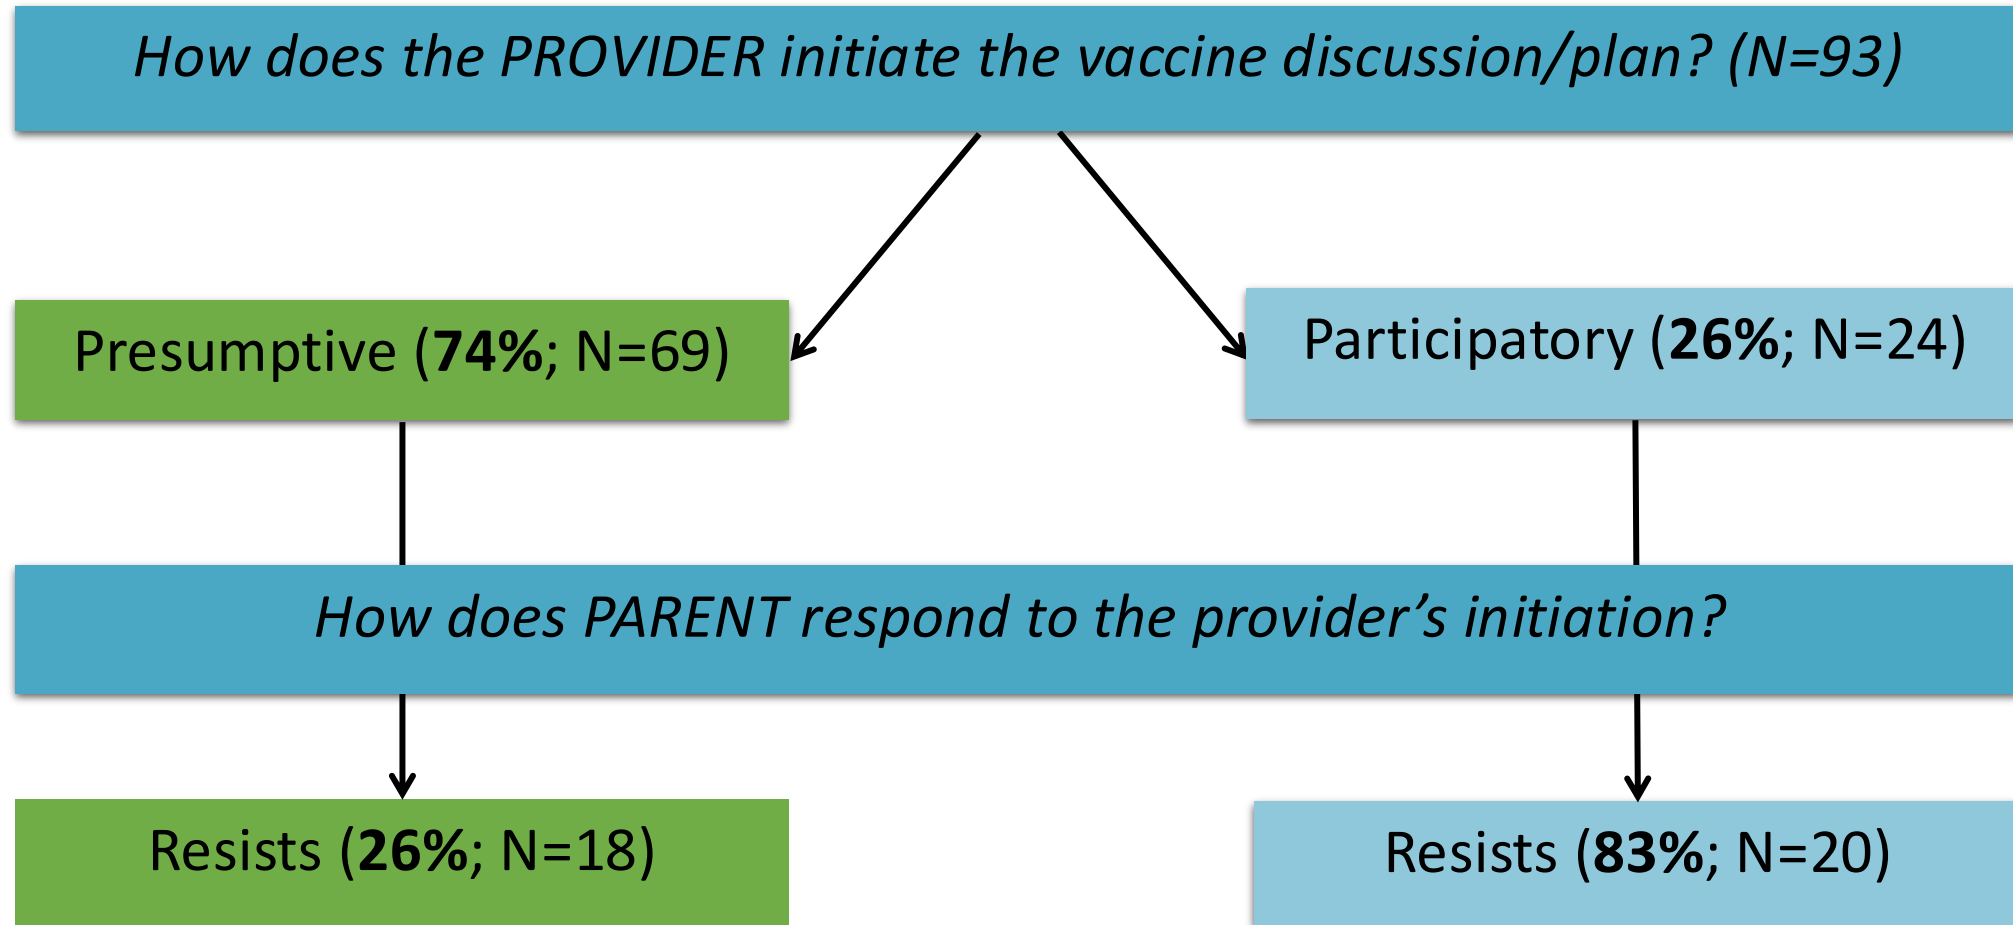 How does the PROVIDER initiate the vaccine discussion/plan? (N=93)
Presumptive (74%; N=69)
Participatory (26%; N=24)
How does PARENT respond to the provider’s initiation?
Resists (26%; N=18)
Resists (83%; N=20)